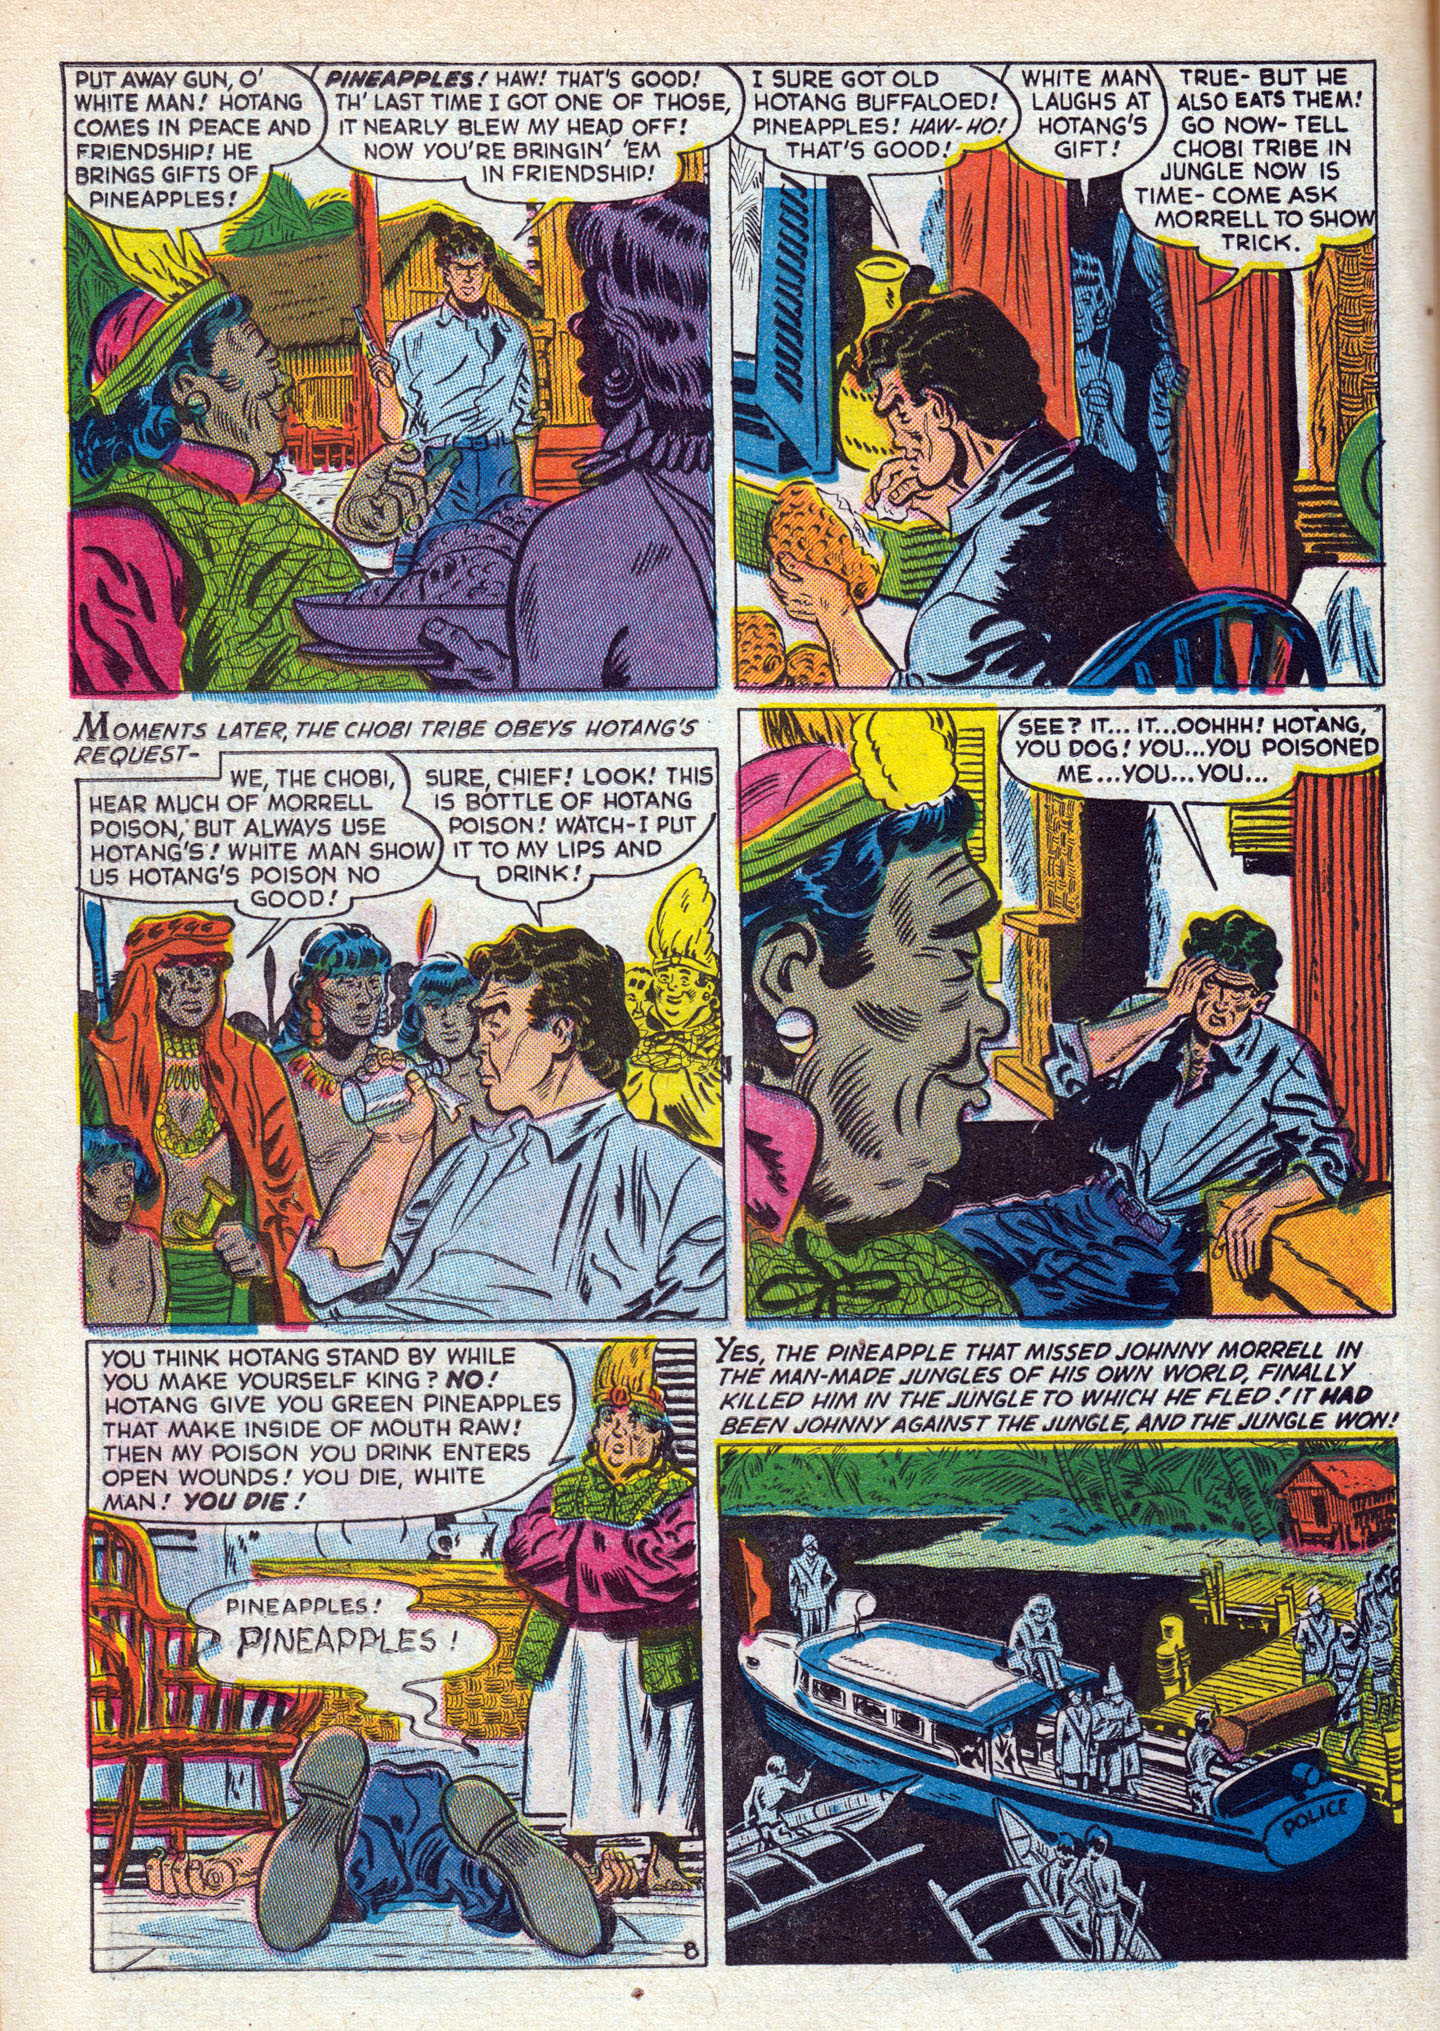 PUT AWAY GUN, O'
WHITE MAN! HOTANG
COMES IN PEACE AND
FRIENDSHIP! HE
BRINGS GIFTS OF
PINEAPPLES!
PINEAPPLES! HAW! THAT'S GOOD!
TH' LAST TIME I GOT ONE OF THOSE,
IT NEARLY BLEW MY HEAD OFF!
NOW YOU'RE BRINGIN' 'EM
IN FRIENDSHIP!
I SURE GOT OLD
HOTANG BUFFALOED!
PINEAPPLES! HAW-HO!
THAT'S GOOD!
WHITE MAN
LAUGHS AT
HOTANG'S
GIFT!
TRUE- BUT HE
ALSO EATS THEM!
GO NOW- TELL
CHOBI TRIBE IN
JUNGLE NOW IS
TIME- COME ASK
MORRELL TO SHOW
TRICK.
MOMENTS LATER, THE CHOBI TRIBE OBEYS HOTANG'S
REQUEST-
WE, THE CHOBI,
HEAR MUCH OF MORRELL
POISON, BUT ALWAYS USE
HOTANG'S! WHITE MAN SHOW
US HOTANG'S POISON NO
GOOD!
SURE, CHIEF! LOOK! THIS
IS BOTTLE OF HOTANG
POISON! WATCH-I PUT
IT TO MY LIPS AND
DRINK!
SEE? IT... IT...OOHHH! HOTANG,
YOU DOG! YOU...YOU POISONED
ME...YOU...YOU...
YOU THINK HOTANG STAND BY WHILE
YOU MAKE YOURSELF KING? NO!
HOTANG GIVE YOU GREEN PINEAPPLES
THAT MAKE INSIDE OF MOUTH RAW!
THEN MY POISON YOU DRINK ENTERS
OPEN WOUNDS! YOU DIE, WHITE
MAN! YOU DIE!
PINEAPPLES!
PINEAPPLES!
8
YES, THE PINEAPPLE THAT MISSED JOHNNY MORRELL IN
THE MAN-MADE JUNGLES OF HIS OWN WORLD, FINALLY
KILLED HIM IN THE JUNGLE TO WHICH HE FLED! IT HAD
BEEN JOHNNY AGAINST THE JUNGLE, AND THE JUNGLE WON!
POLICE